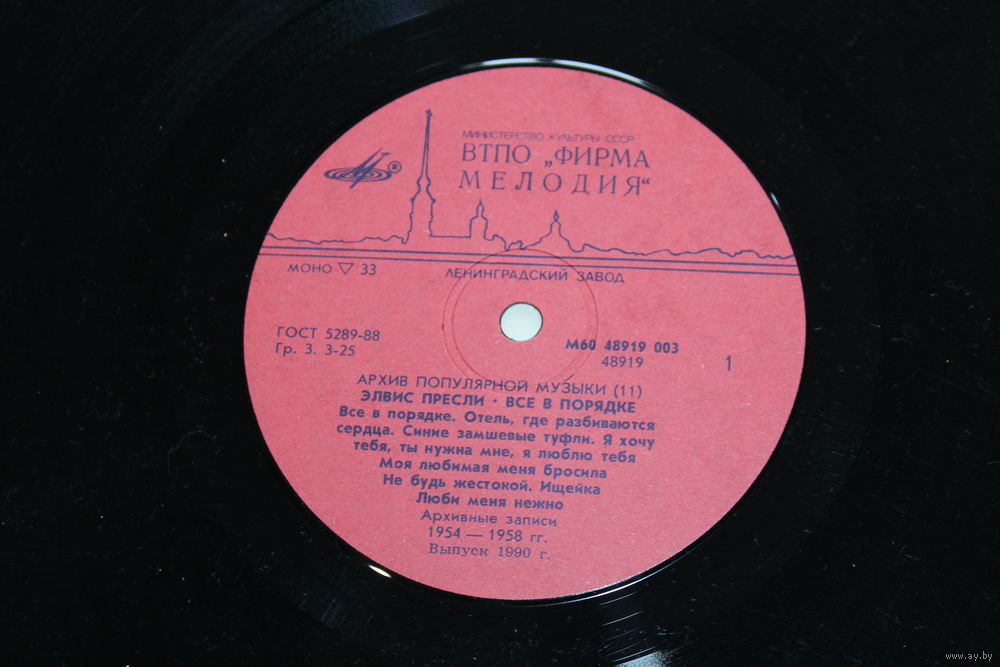 МИНИСТЕРСТВО КУЛЬТУРЫ СССР
ВТПО „ФИРМА
МЕЛОДИЯ“
®
МОНО ▽ 33
ЛЕНИНГРАДСКИЙ ЗАВОД
ГОСТ 5289-88
Гр. 3. 3-25
М60 48919 003
48919
1
АРХИВ ПОПУЛЯРНОЙ МУЗЫКИ (11)
ЭЛВИС ПРЕСЛИ · ВСЕ В ПОРЯДКЕ
Все в порядке. Отель, где разбиваются
сердца. Синие замшевые туфли. Я хочу
тебя, ты нужна мне, я люблю тебя
Моя любимая меня бросила
Не будь жестокой. Ищейка
Люби меня нежно
Архивные записи
1954 — 1958 гг.
Выпуск 1990 г.
www.ay.by